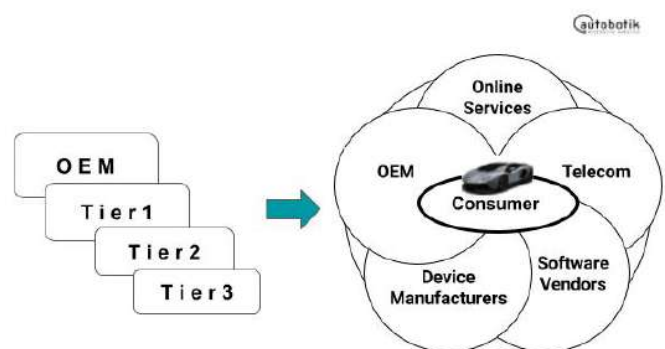 autobotik
OEM
Tier1
Tier2
Tier3
Online
Services
OEM
Telecom
Consumer
Device
Manufacturers
Software
Vendors